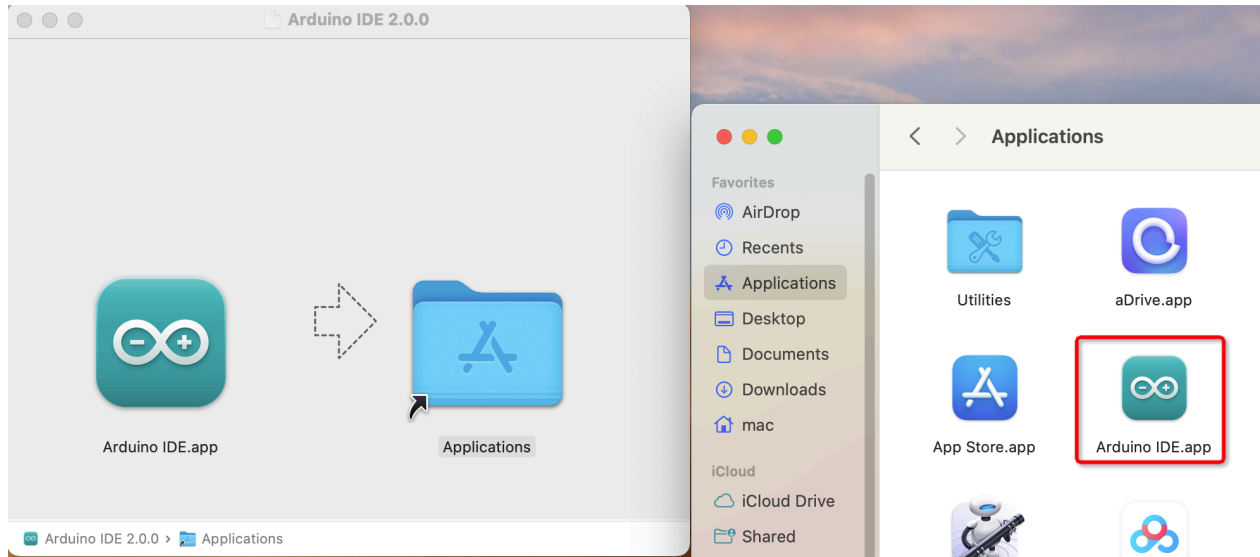 Arduino IDE 2.0.0
Arduino IDE.app
Applications
Arduino IDE 2.0.0 › Applications
Applications
Favorites
AirDrop
Recents
Applications
Desktop
Documents
Downloads
mac
iCloud
iCloud Drive
Shared
Utilities
aDrive.app
App Store.app
Arduino IDE.app